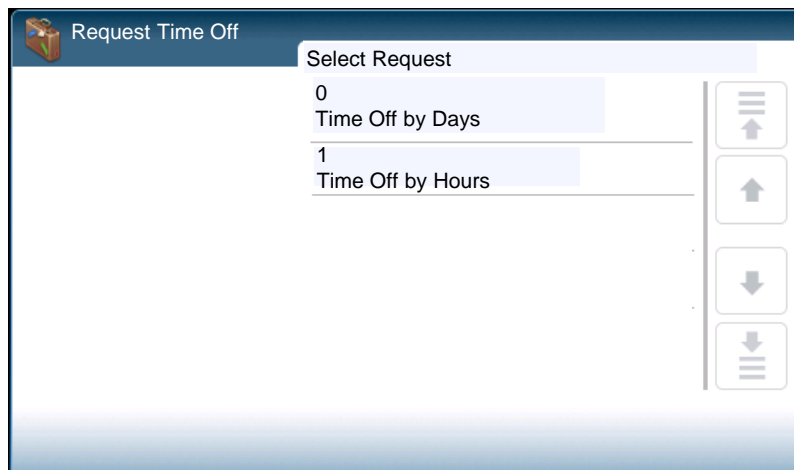 Request Time Off
Select Request
0
Time Off by Days
1
Time Off by Hours